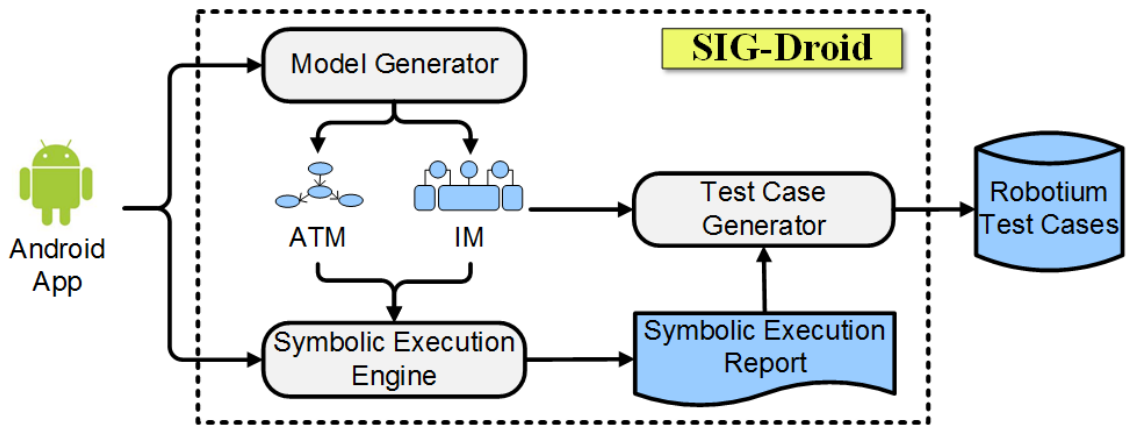 SIG-Droid
Model Generator
Android
App
ATM
IM
Test Case
Generator
Robotium
Test Cases
Symbolic Execution
Engine
Symbolic Execution
Report